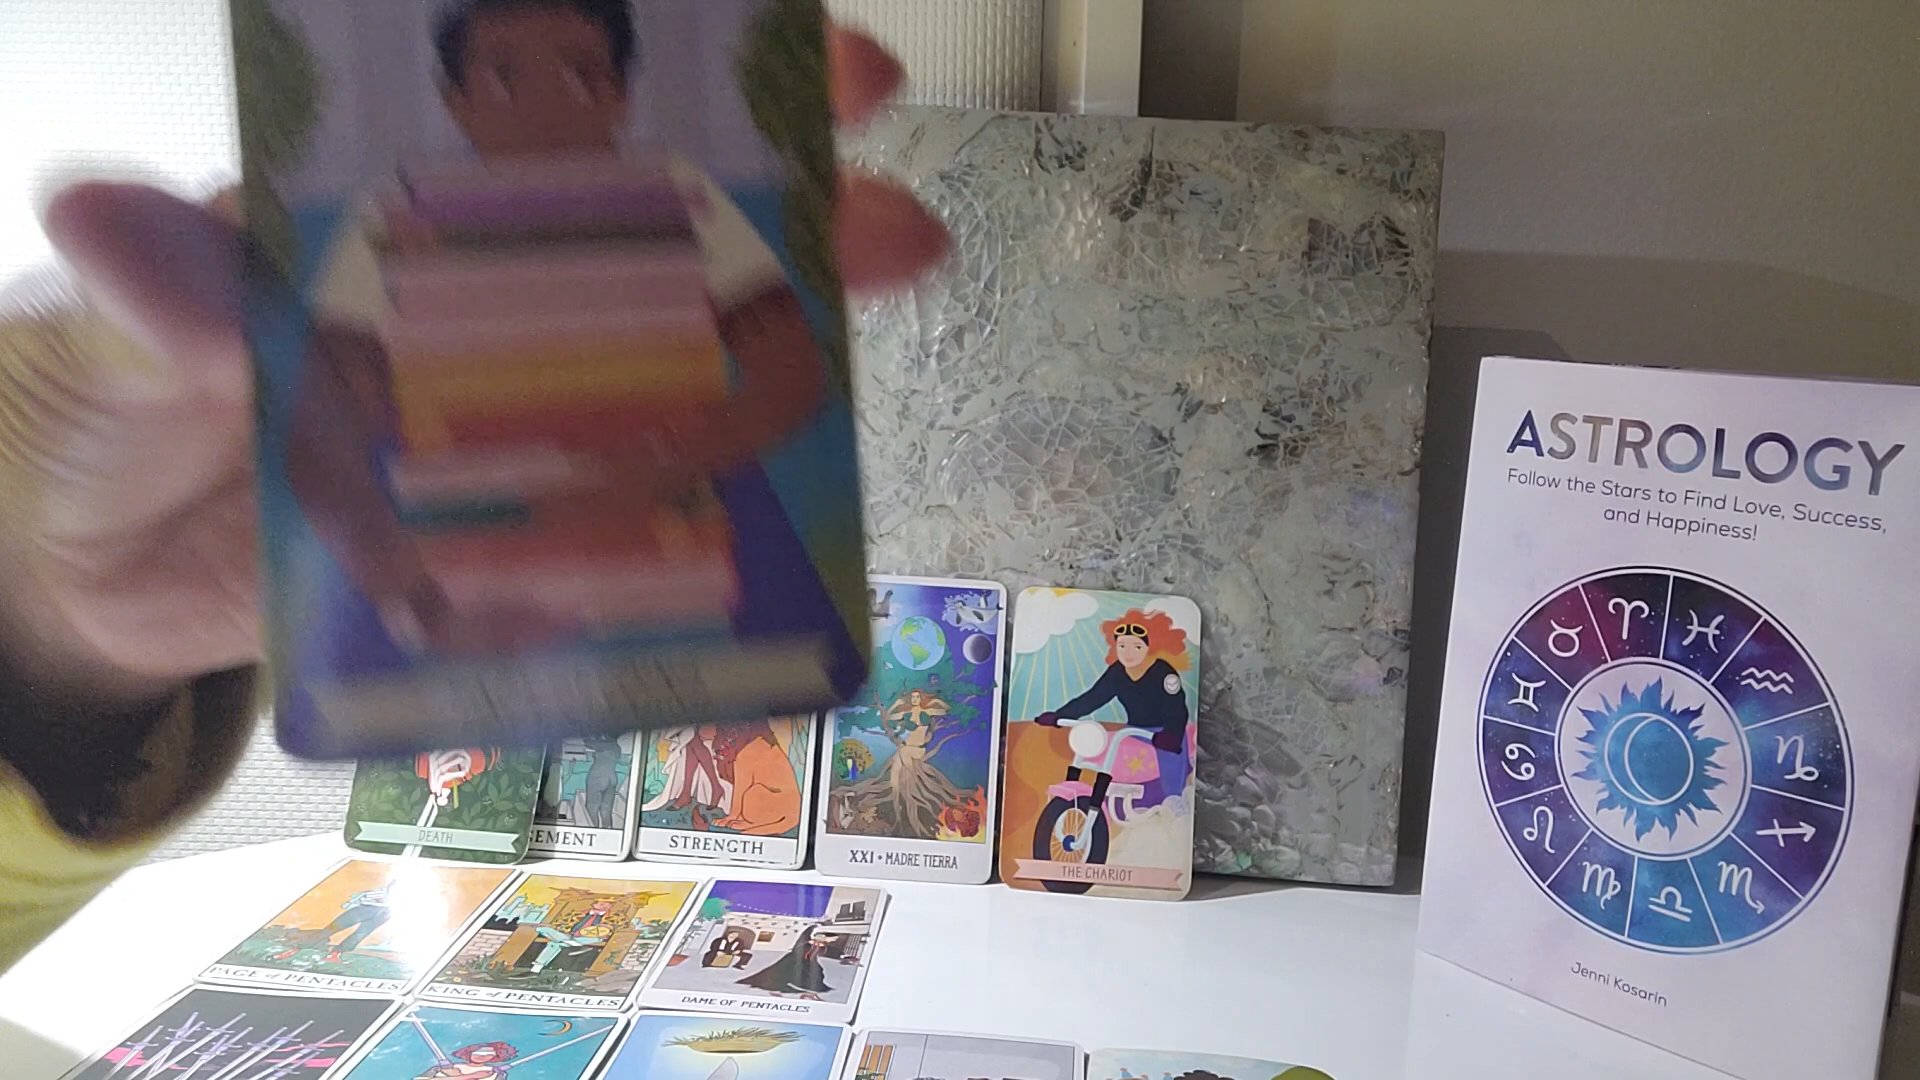 ASTROLOGY
Follow the Stars to Find Love, Success,
and Happiness!
Jenni Kosarin
DEATH
STRENGTH
XXI • MADRE TIERRA
THE CHARIOT
PAGE of PENTACLES
KING of PENTACLES
DAME OF PENTACLES